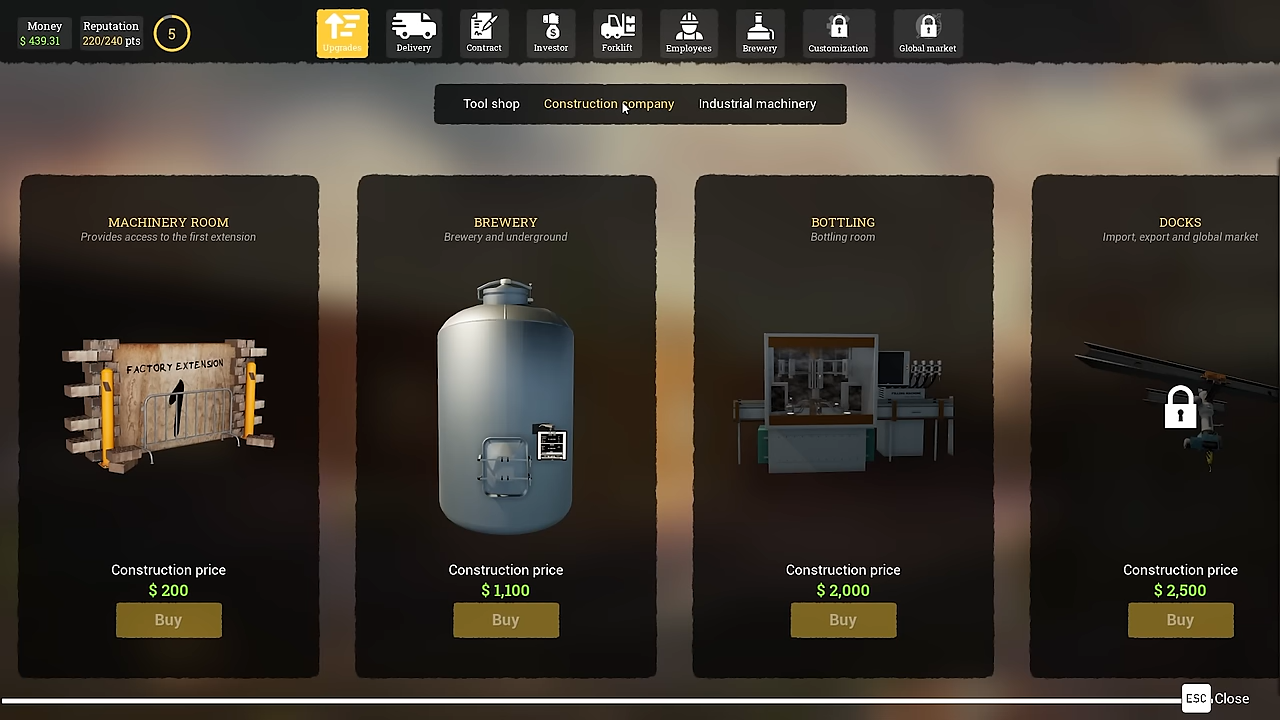 Money
$ 439.31
Reputation
220/240 pts
5
Upgrades
Delivery
Contract
Investor
Forklift
Employees
Brewery
Customization
Global market
Tool shop
Construction company
Industrial machinery
MACHINERY ROOM
Provides access to the first extension
FACTORY EXTENSION
1
Construction price
$ 200
Buy
BREWERY
Brewery and underground
Construction price
$ 1,100
Buy
BOTTLING
Bottling room
Construction price
$ 2,000
Buy
DOCKS
Import, export and global market
Construction price
$ 2,500
Buy
ESC Close